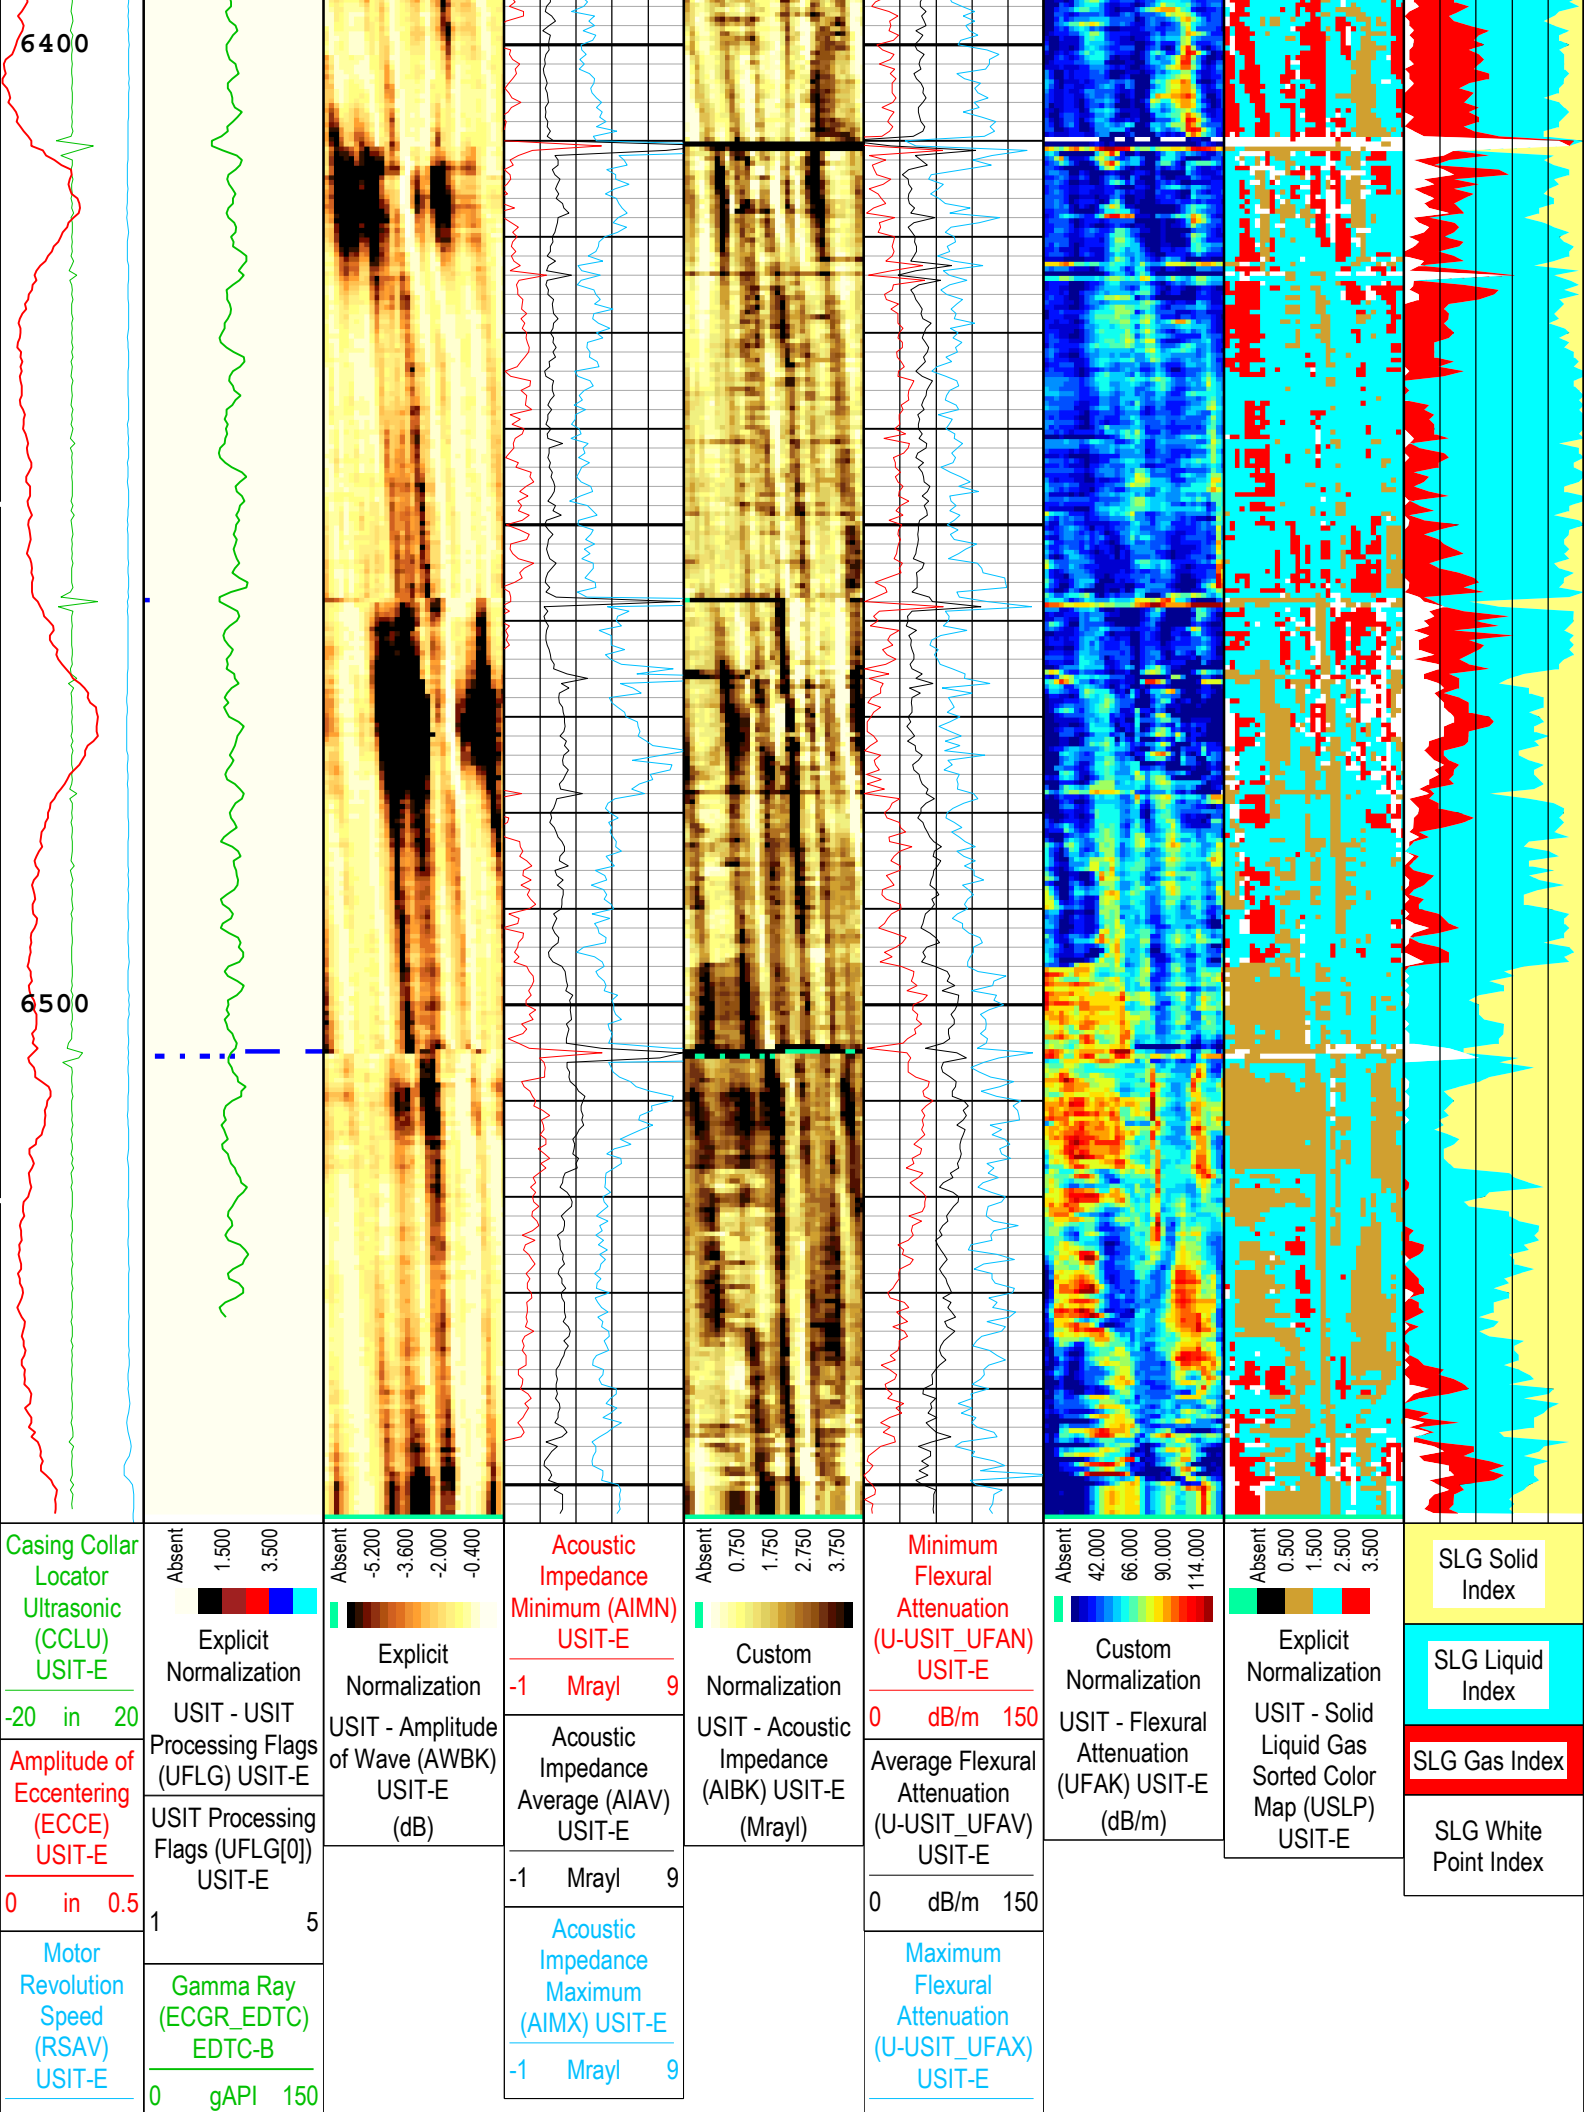 6400
6500
Casing Collar
Locator
Ultrasonic
(CCLU)
USIT-E
-20 in 20
Amplitude of
Eccentering
(ECCE)
USIT-E
0 in 0.5
Motor
Revolution
Speed
(RSAV)
USIT-E
Absent 1.500 3.500
Explicit
Normalization
USIT - USIT
Processing Flags
(UFLG) USIT-E
USIT Processing
Flags (UFLG[0])
USIT-E
1 5
Gamma Ray
(ECGR_EDTC)
EDTC-B
0 gAPI 150
Absent -5.200 -3.600 -2.000 -0.400
Explicit
Normalization
USIT - Amplitude
of Wave (AWBK)
USIT-E
(dB)
Acoustic
Impedance
Minimum (AIMN)
USIT-E
-1 Mrayl 9
Acoustic
Impedance
Average (AIAV)
USIT-E
-1 Mrayl 9
Acoustic
Impedance
Maximum
(AIMX) USIT-E
-1 Mrayl 9
Absent 0.750 1.750 2.750 3.750
Custom
Normalization
USIT - Acoustic
Impedance
(AIBK) USIT-E
(Mrayl)
Minimum
Flexural
Attenuation
(U-USIT_UFAN)
USIT-E
0 dB/m 150
Average Flexural
Attenuation
(U-USIT_UFAV)
USIT-E
0 dB/m 150
Maximum
Flexural
Attenuation
(U-USIT_UFAX)
USIT-E
Absent 42.000 66.000 90.000 114.000
Custom
Normalization
USIT - Flexural
Attenuation
(UFAK) USIT-E
(dB/m)
Absent 0.500 1.500 2.500 3.500
Explicit
Normalization
USIT - Solid
Liquid Gas
Sorted Color
Map (USLP)
USIT-E
SLG Solid
Index
SLG Liquid
Index
SLG Gas Index
SLG White
Point Index